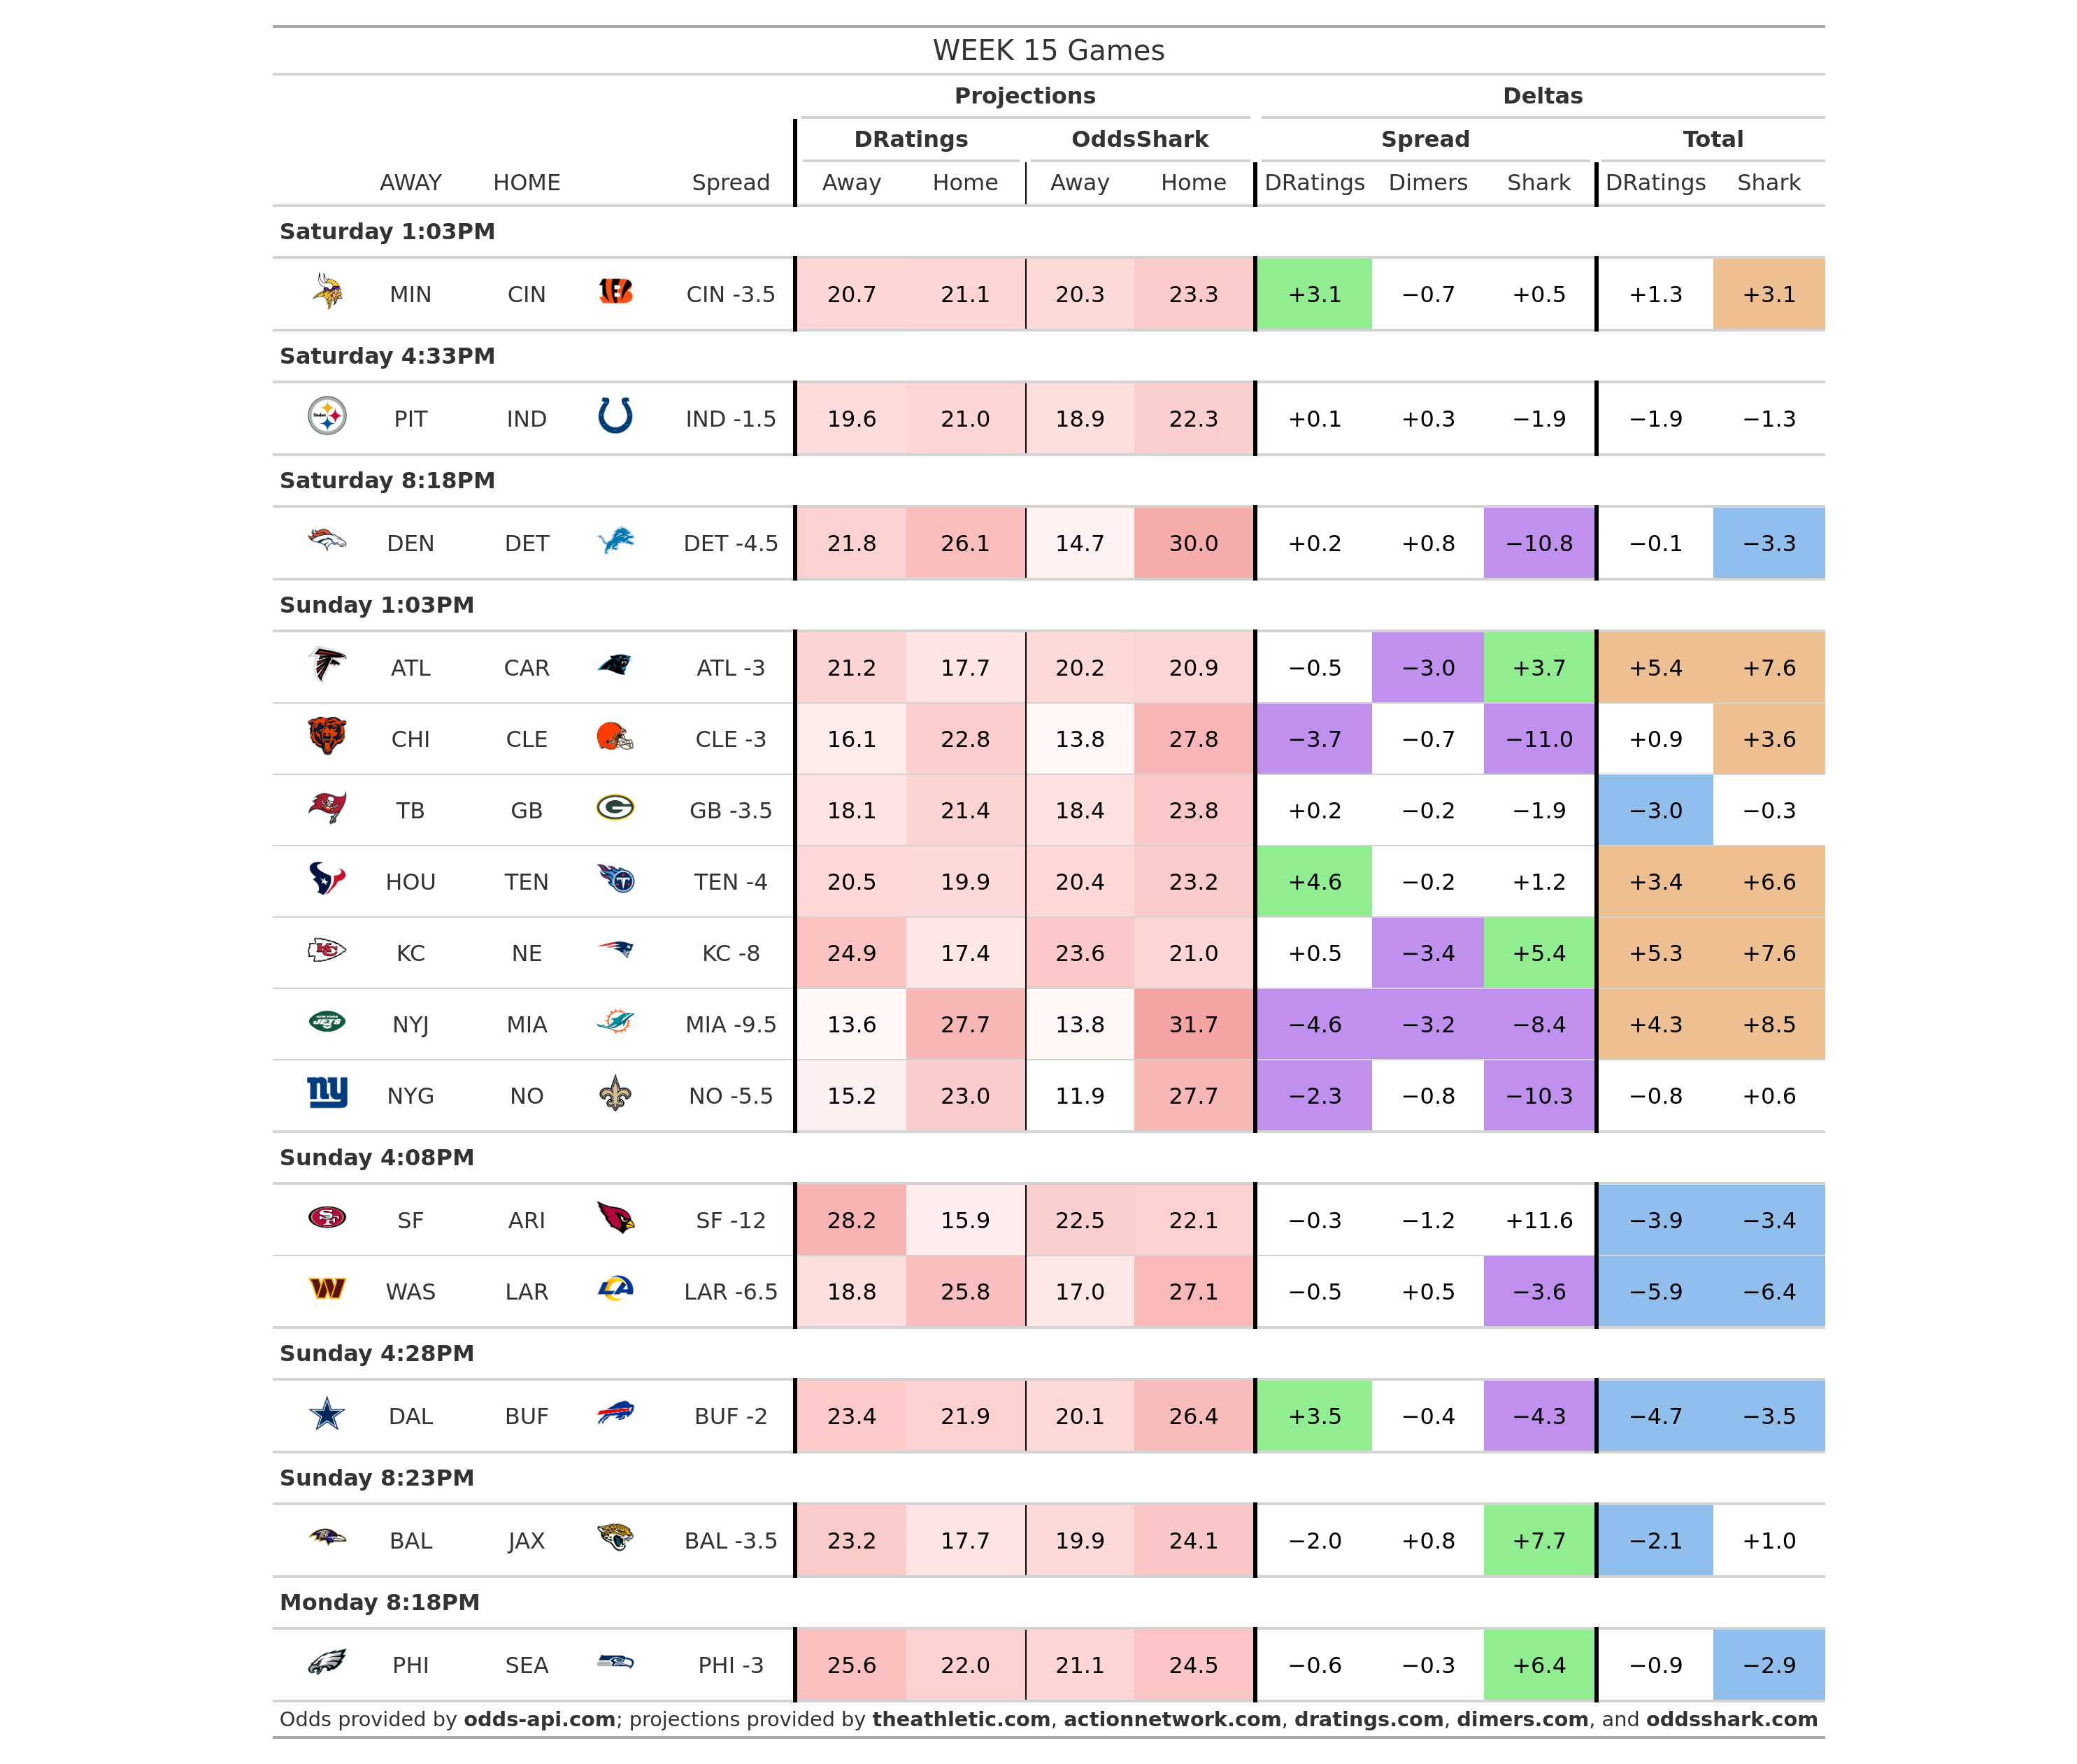 WEEK 15 Games
Projections Deltas
DRatings OddsShark Spread Total
AWAY HOME Spread Away Home Away Home DRatings Dimers Shark DRatings Shark
Saturday 1:03PM
MIN CIN CIN -3.5 20.7 21.1 20.3 23.3 +3.1 −0.7 +0.5 +1.3 +3.1
Saturday 4:33PM
PIT IND IND -1.5 19.6 21.0 18.9 22.3 +0.1 +0.3 −1.9 −1.9 −1.3
Saturday 8:18PM
DEN DET DET -4.5 21.8 26.1 14.7 30.0 +0.2 +0.8 −10.8 −0.1 −3.3
Sunday 1:03PM
ATL CAR ATL -3 21.2 17.7 20.2 20.9 −0.5 −3.0 +3.7 +5.4 +7.6
CHI CLE CLE -3 16.1 22.8 13.8 27.8 −3.7 −0.7 −11.0 +0.9 +3.6
TB GB GB -3.5 18.1 21.4 18.4 23.8 +0.2 −0.2 −1.9 −3.0 −0.3
HOU TEN TEN -4 20.5 19.9 20.4 23.2 +4.6 −0.2 +1.2 +3.4 +6.6
KC NE KC -8 24.9 17.4 23.6 21.0 +0.5 −3.4 +5.4 +5.3 +7.6
NYJ MIA MIA -9.5 13.6 27.7 13.8 31.7 −4.6 −3.2 −8.4 +4.3 +8.5
ny NYG NO NO -5.5 15.2 23.0 11.9 27.7 −2.3 −0.8 −10.3 −0.8 +0.6
Sunday 4:08PM
SF ARI SF -12 28.2 15.9 22.5 22.1 −0.3 −1.2 +11.6 −3.9 −3.4
WAS LAR LAR -6.5 18.8 25.8 17.0 27.1 −0.5 +0.5 −3.6 −5.9 −6.4
Sunday 4:28PM
DAL BUF BUF -2 23.4 21.9 20.1 26.4 +3.5 −0.4 −4.3 −4.7 −3.5
Sunday 8:23PM
BAL JAX BAL -3.5 23.2 17.7 19.9 24.1 −2.0 +0.8 +7.7 −2.1 +1.0
Monday 8:18PM
PHI SEA PHI -3 25.6 22.0 21.1 24.5 −0.6 −0.3 +6.4 −0.9 −2.9
Odds provided by odds-api.com; projections provided by theathletic.com, actionnetwork.com, dratings.com, dimers.com, and oddsshark.com